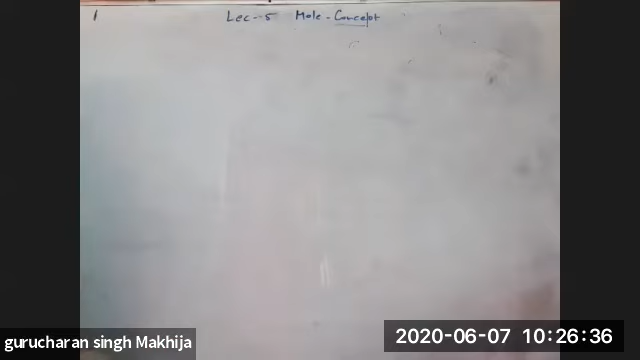 1 Lec-5 Mole-Concept
gurucharan singh Makhija
2020-06-07 10:26:36